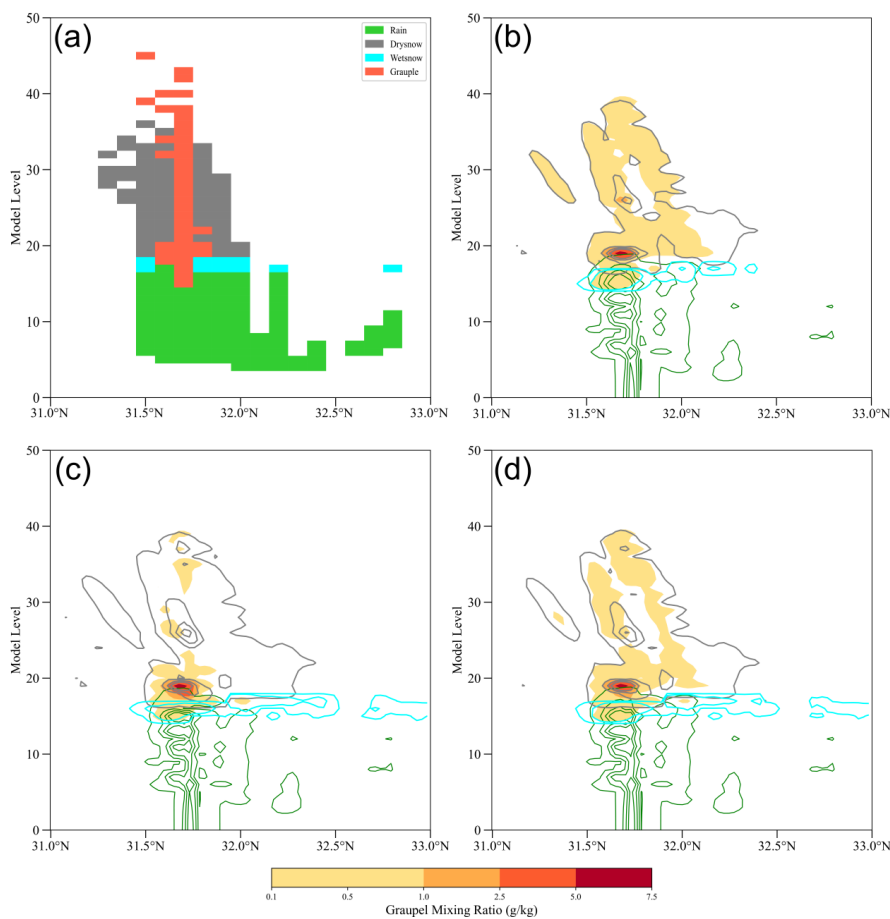 (a)
Rain
Drysnow
Wetsnow
Grauple
Model Level
50
40
30
20
10
0
31.0°N 31.5°N 32.0°N 32.5°N 33.0°N
(b)
Model Level
50
40
30
20
10
0
31.0°N 31.5°N 32.0°N 32.5°N 33.0°N
(c)
Model Level
50
40
30
20
10
0
31.0°N 31.5°N 32.0°N 32.5°N 33.0°N
(d)
Model Level
50
40
30
20
10
0
31.0°N 31.5°N 32.0°N 32.5°N 33.0°N
0.1 0.5 1.0 2.5 5.0 7.5
Graupel Mixing Ratio (g/kg)